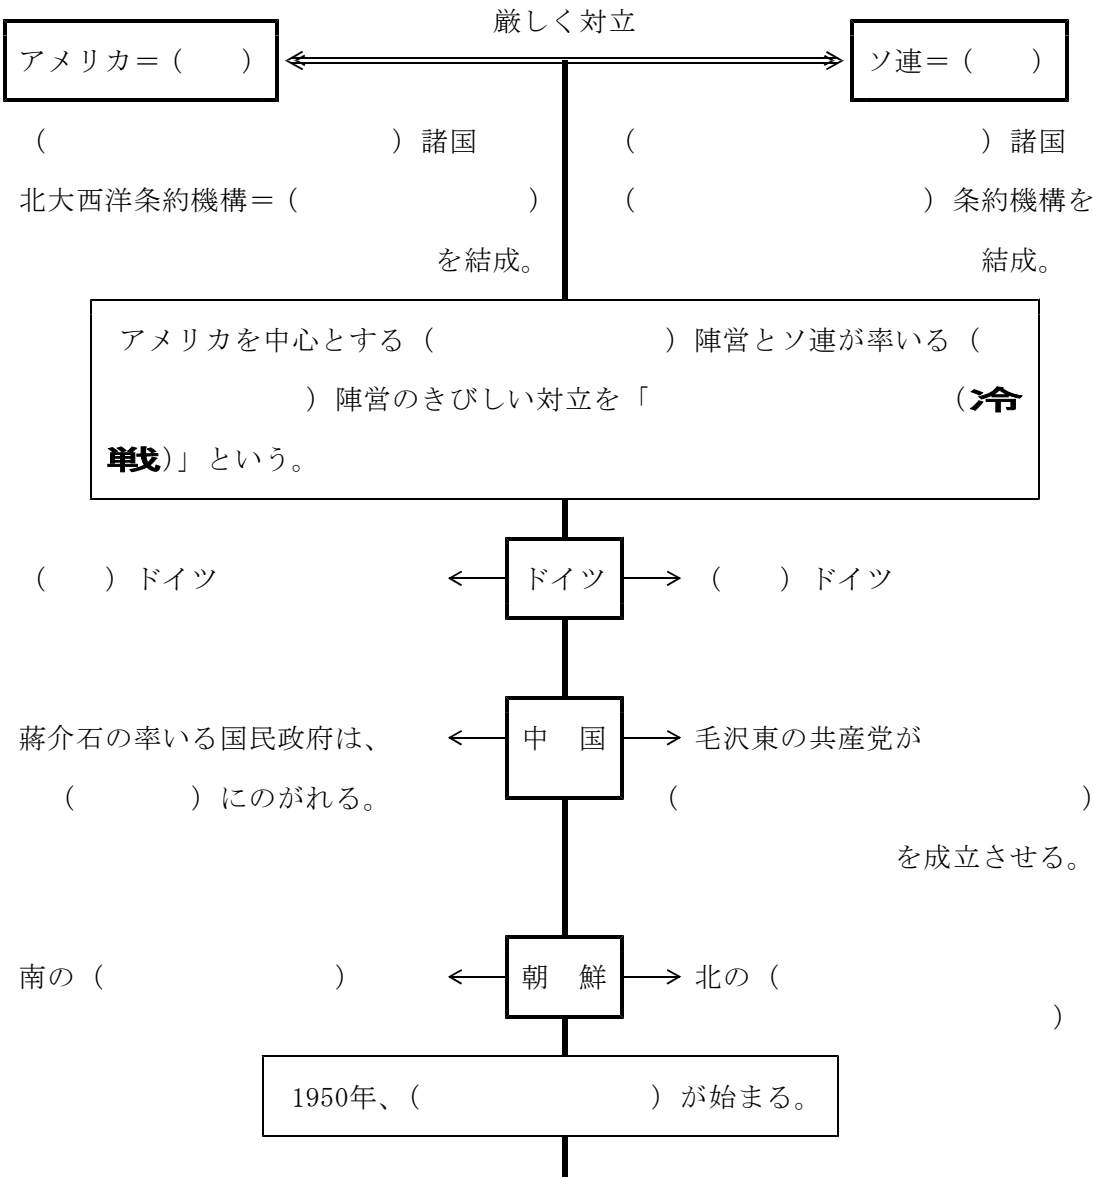 厳しく対立
アメリカ＝(　　)
ソ連＝(　　)
(　　　　　　　　　　　　)諸国
(　　　　　　　　　　　　)諸国
北大西洋条約機構＝(　　　　　　　　)
を結成。
(　　　　　　　　　　)条約機構を
結成。
アメリカを中心とする(　　　　　　　　)陣営とソ連が率いる(
)陣営のきびしい対立を「　　　　　　　　　　(冷
戦)」という。
(　　)ドイツ
ドイツ
(　　)ドイツ
蔣介石の率いる国民政府は、
(　　　　)にのがれる。
中　国
毛沢東の共産党が
(　　　　　　　　　　　　　　)
を成立させる。
南の(　　　　　　　　)
朝　鮮
北の(
)
1950年、(　　　　　　　　)が始まる。